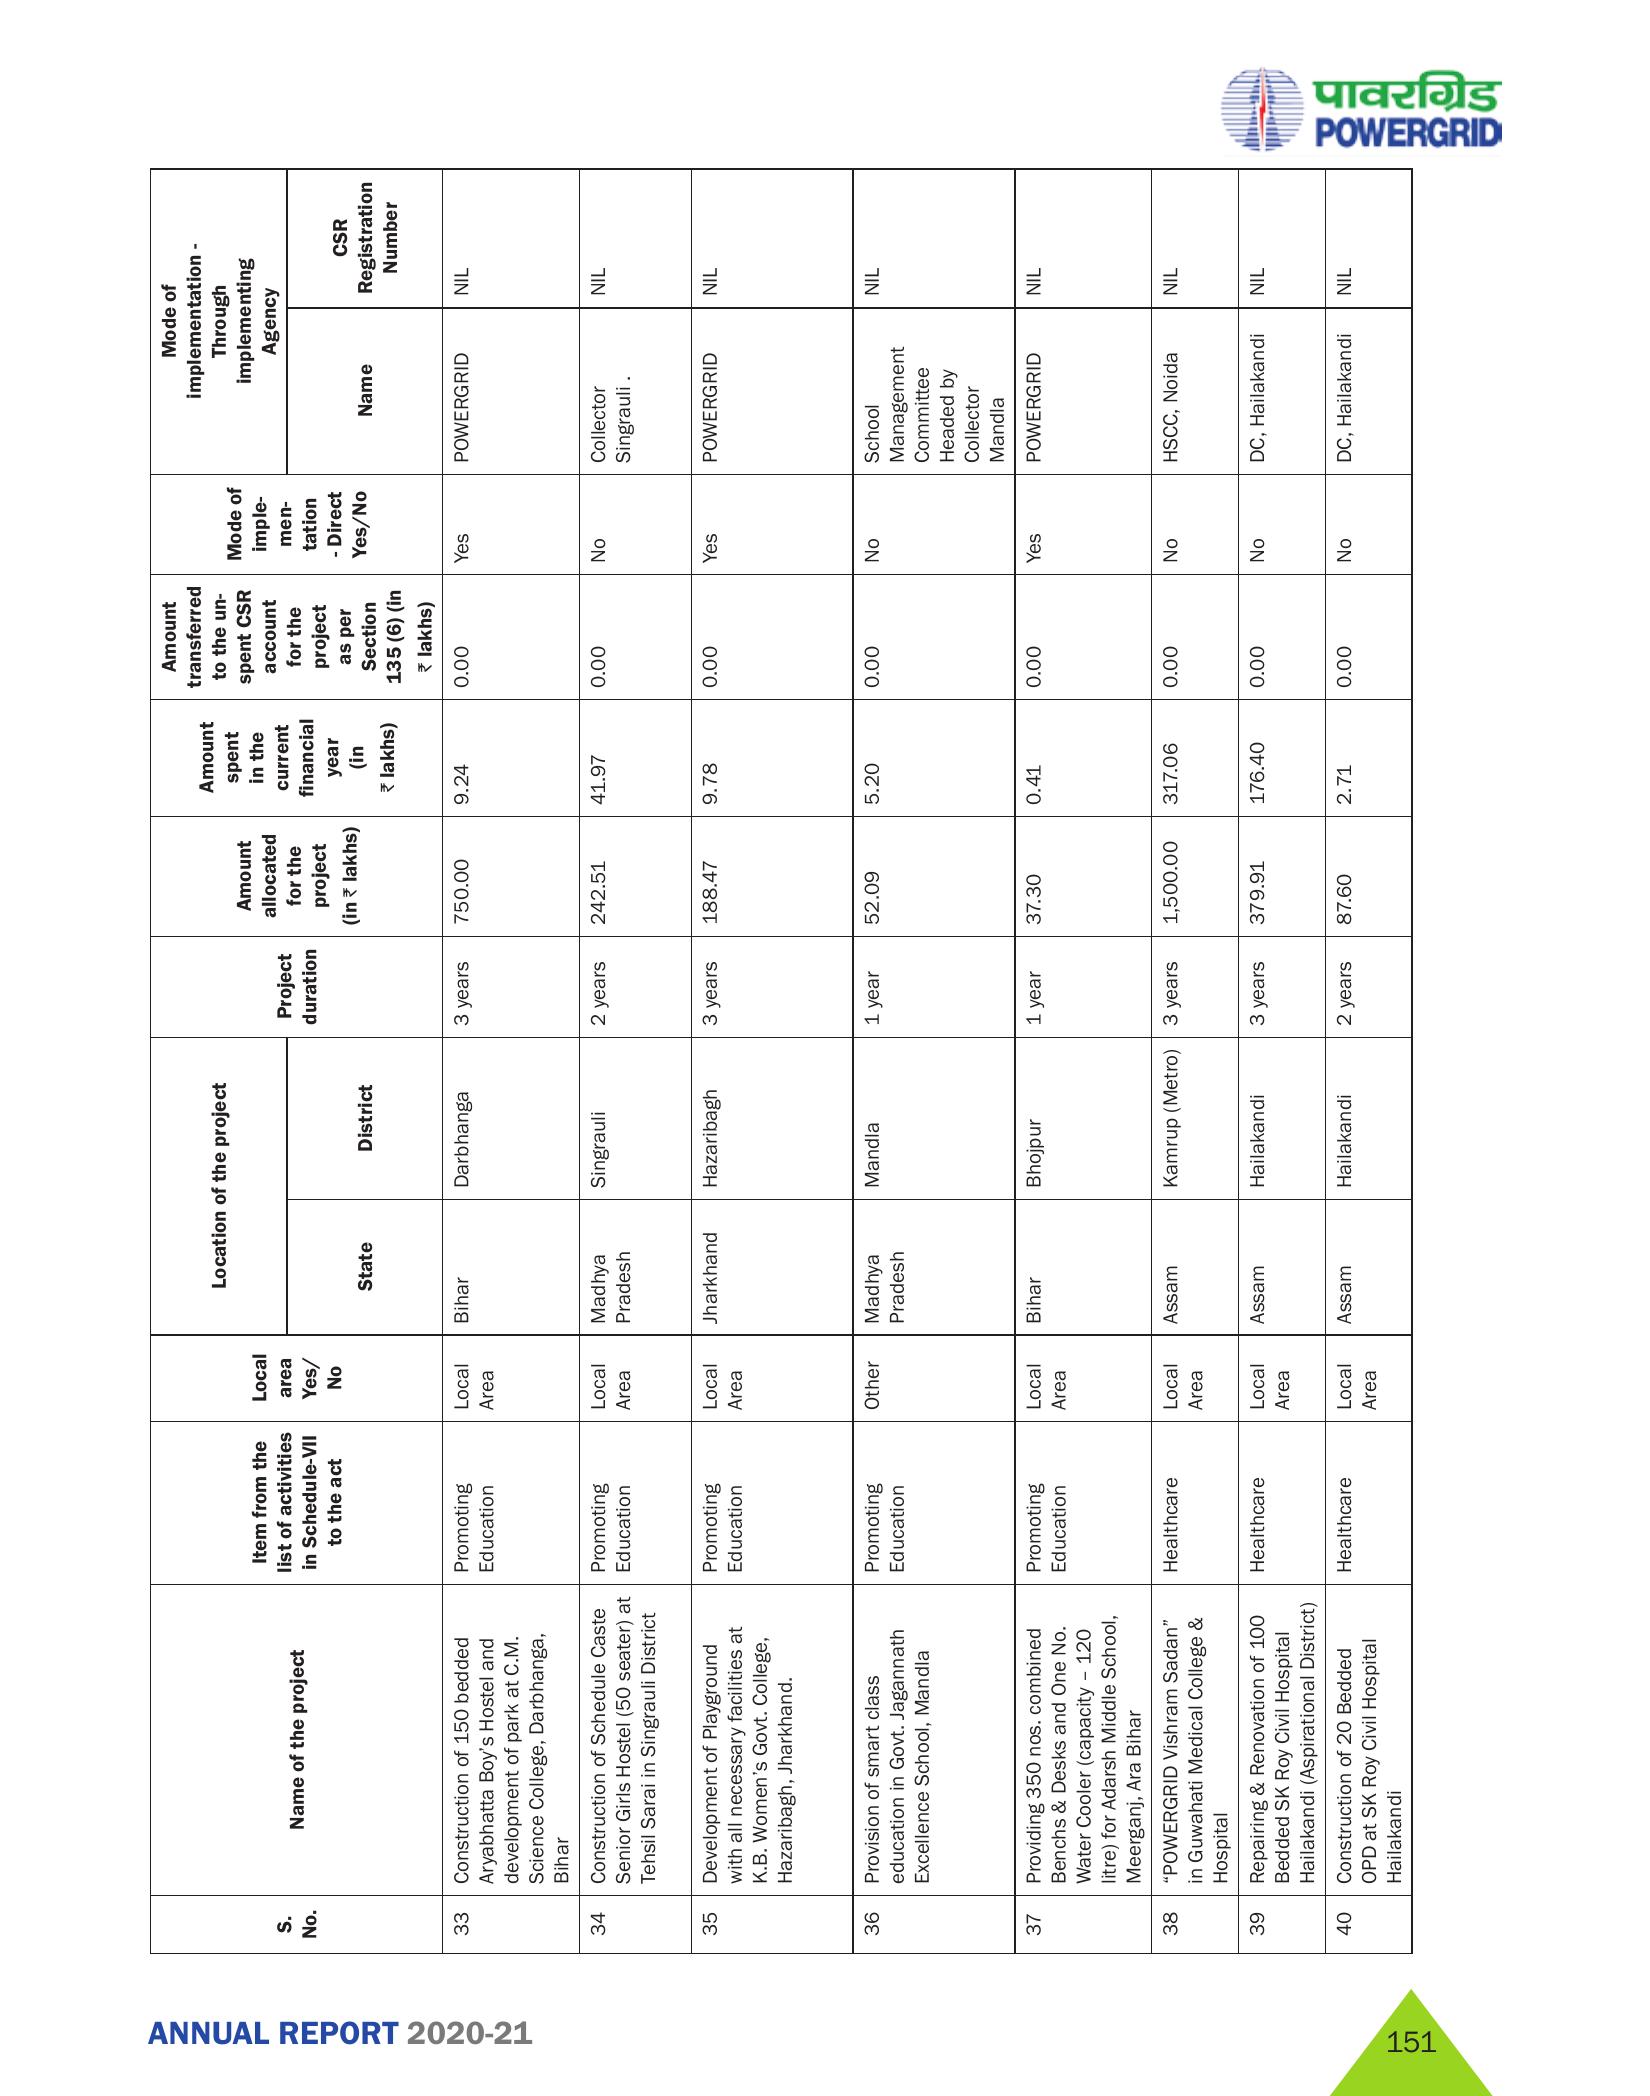 पावरग्रिड
POWERGRID
S.
No.
Name of the project
Item from the
list of activities
in Schedule-VII
to the act
Local
area
Yes/
No
Location of the project
State
District
Project
duration
Amount
allocated
for the
project
(in ₹ lakhs)
Amount
spent
in the
current
financial
year
(in
₹ lakhs)
Amount
transferred
to the un-
spent CSR
account
for the
project
as per
Section
135 (6) (in
₹ lakhs)
Mode of
imple-
men-
tation
- Direct
Yes/No
Mode of
implementation -
Through
implementing
Agency
Name
CSR
Registration
Number
33
Construction of 150 bedded
Aryabhatta Boy's Hostel and
development of park at C.M.
Science College, Darbhanga,
Bihar
Promoting
Education
Local
Area
Bihar
Darbhanga
3 years
750.00
9.24
0.00
Yes
POWERGRID
NIL
34
Construction of Schedule Caste
Senior Girls Hostel (50 seater) at
Tehsil Sarai in Singrauli District
Promoting
Education
Local
Area
Madhya
Pradesh
Singrauli
2 years
242.51
41.97
0.00
No
Collector
Singrauli .
NIL
35
Development of Playground
with all necessary facilities at
K.B. Women's Govt. College,
Hazaribagh, Jharkhand.
Promoting
Education
Local
Area
Jharkhand
Hazaribagh
3 years
188.47
9.78
0.00
Yes
POWERGRID
NIL
36
Provision of smart class
education in Govt. Jagannath
Excellence School, Mandla
Promoting
Education
Other
Madhya
Pradesh
Mandla
1 year
52.09
5.20
0.00
No
School
Management
Committee
Headed by
Collector
Mandla
NIL
37
Providing 350 nos. combined
Benchs & Desks and One No.
Water Cooler (capacity – 120
litre) for Adarsh Middle School,
Meerganj, Ara Bihar
Promoting
Education
Local
Area
Bihar
Bhojpur
1 year
37.30
0.41
0.00
Yes
POWERGRID
NIL
38
“POWERGRID Vishram Sadan”
in Guwahati Medical College &
Hospital
Healthcare
Local
Area
Assam
Kamrup (Metro)
3 years
1,500.00
317.06
0.00
No
HSCC, Noida
NIL
39
Repairing & Renovation of 100
Bedded SK Roy Civil Hospital
Hailakandi (Aspirational District)
Healthcare
Local
Area
Assam
Hailakandi
3 years
379.91
176.40
0.00
No
DC, Hailakandi
NIL
40
Construction of 20 Bedded
OPD at SK Roy Civil Hospital
Hailakandi
Healthcare
Local
Area
Assam
Hailakandi
2 years
87.60
2.71
0.00
No
DC, Hailakandi
NIL
ANNUAL REPORT 2020-21
151